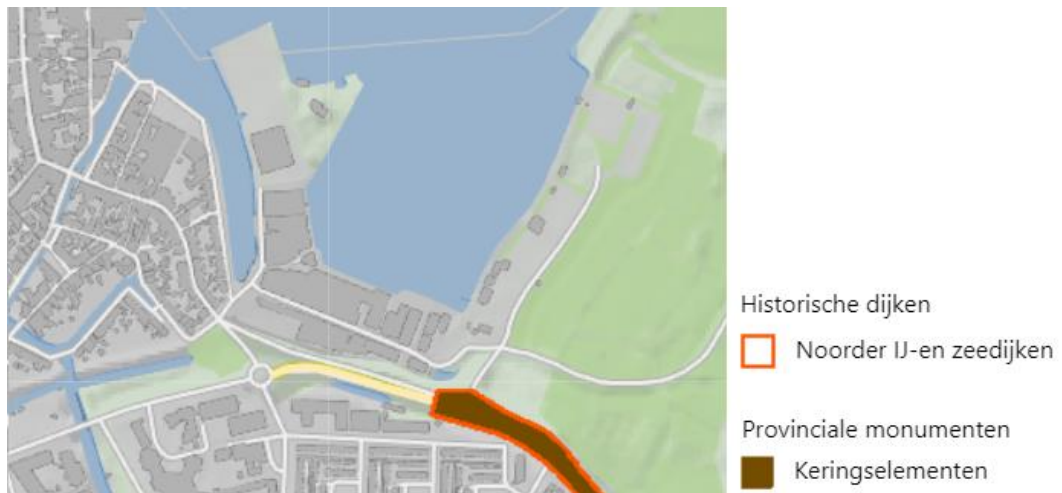 Historische dijken
Noorder IJ-en zeedijken
Provinciale monumenten
Keringselementen